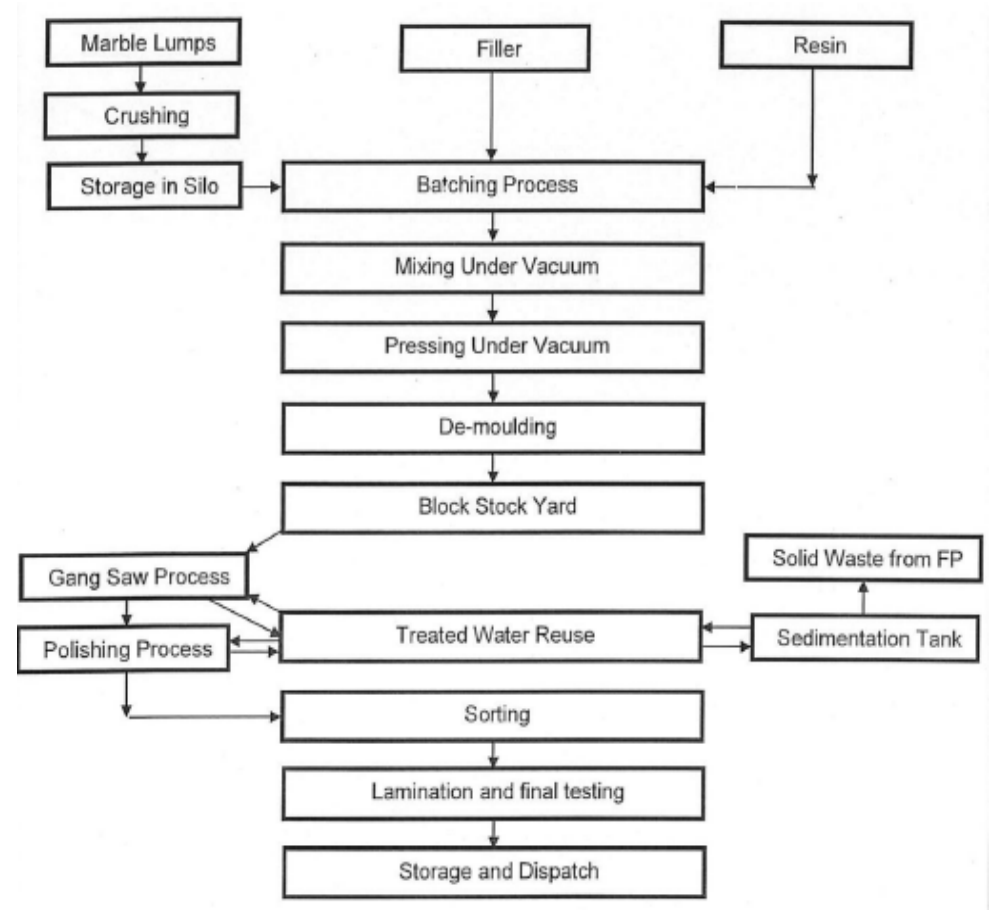 Marble Lumps
Filler
Resin
Crushing
Storage in Silo
Batching Process
Mixing Under Vacuum
Pressing Under Vacuum
De-moulding
Block Stock Yard
Solid Waste from FP
Gang Saw Process
Treated Water Reuse
Sedimentation Tank
Polishing Process
Sorting
Lamination and final testing
Storage and Dispatch